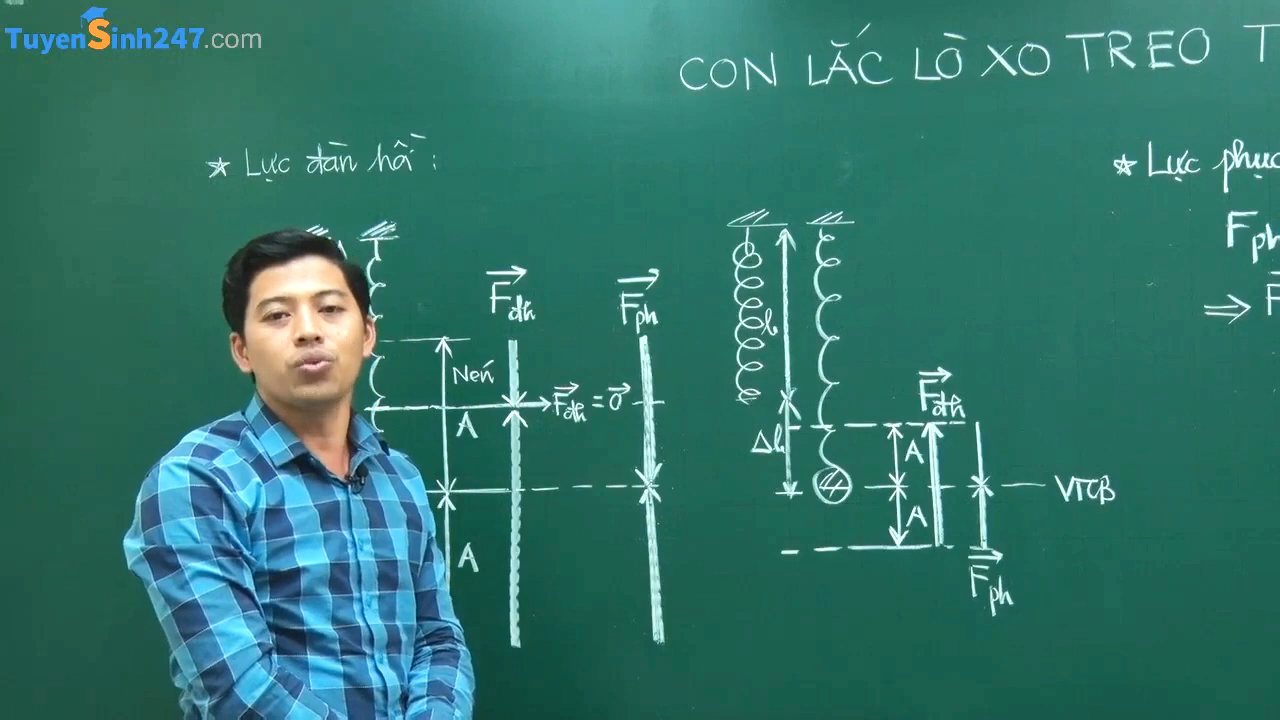 TuyenSinh247.com
CON LẮC LÒ XO TREO T
★ Lực đàn hồi :
★ Lực phục
F⃗đh
F⃗ph
Fph
⇒ F⃗
Nén
F⃗đh = 0⃗
A
A
Δl
F⃗đh
A
A
VTCB
F⃗ph